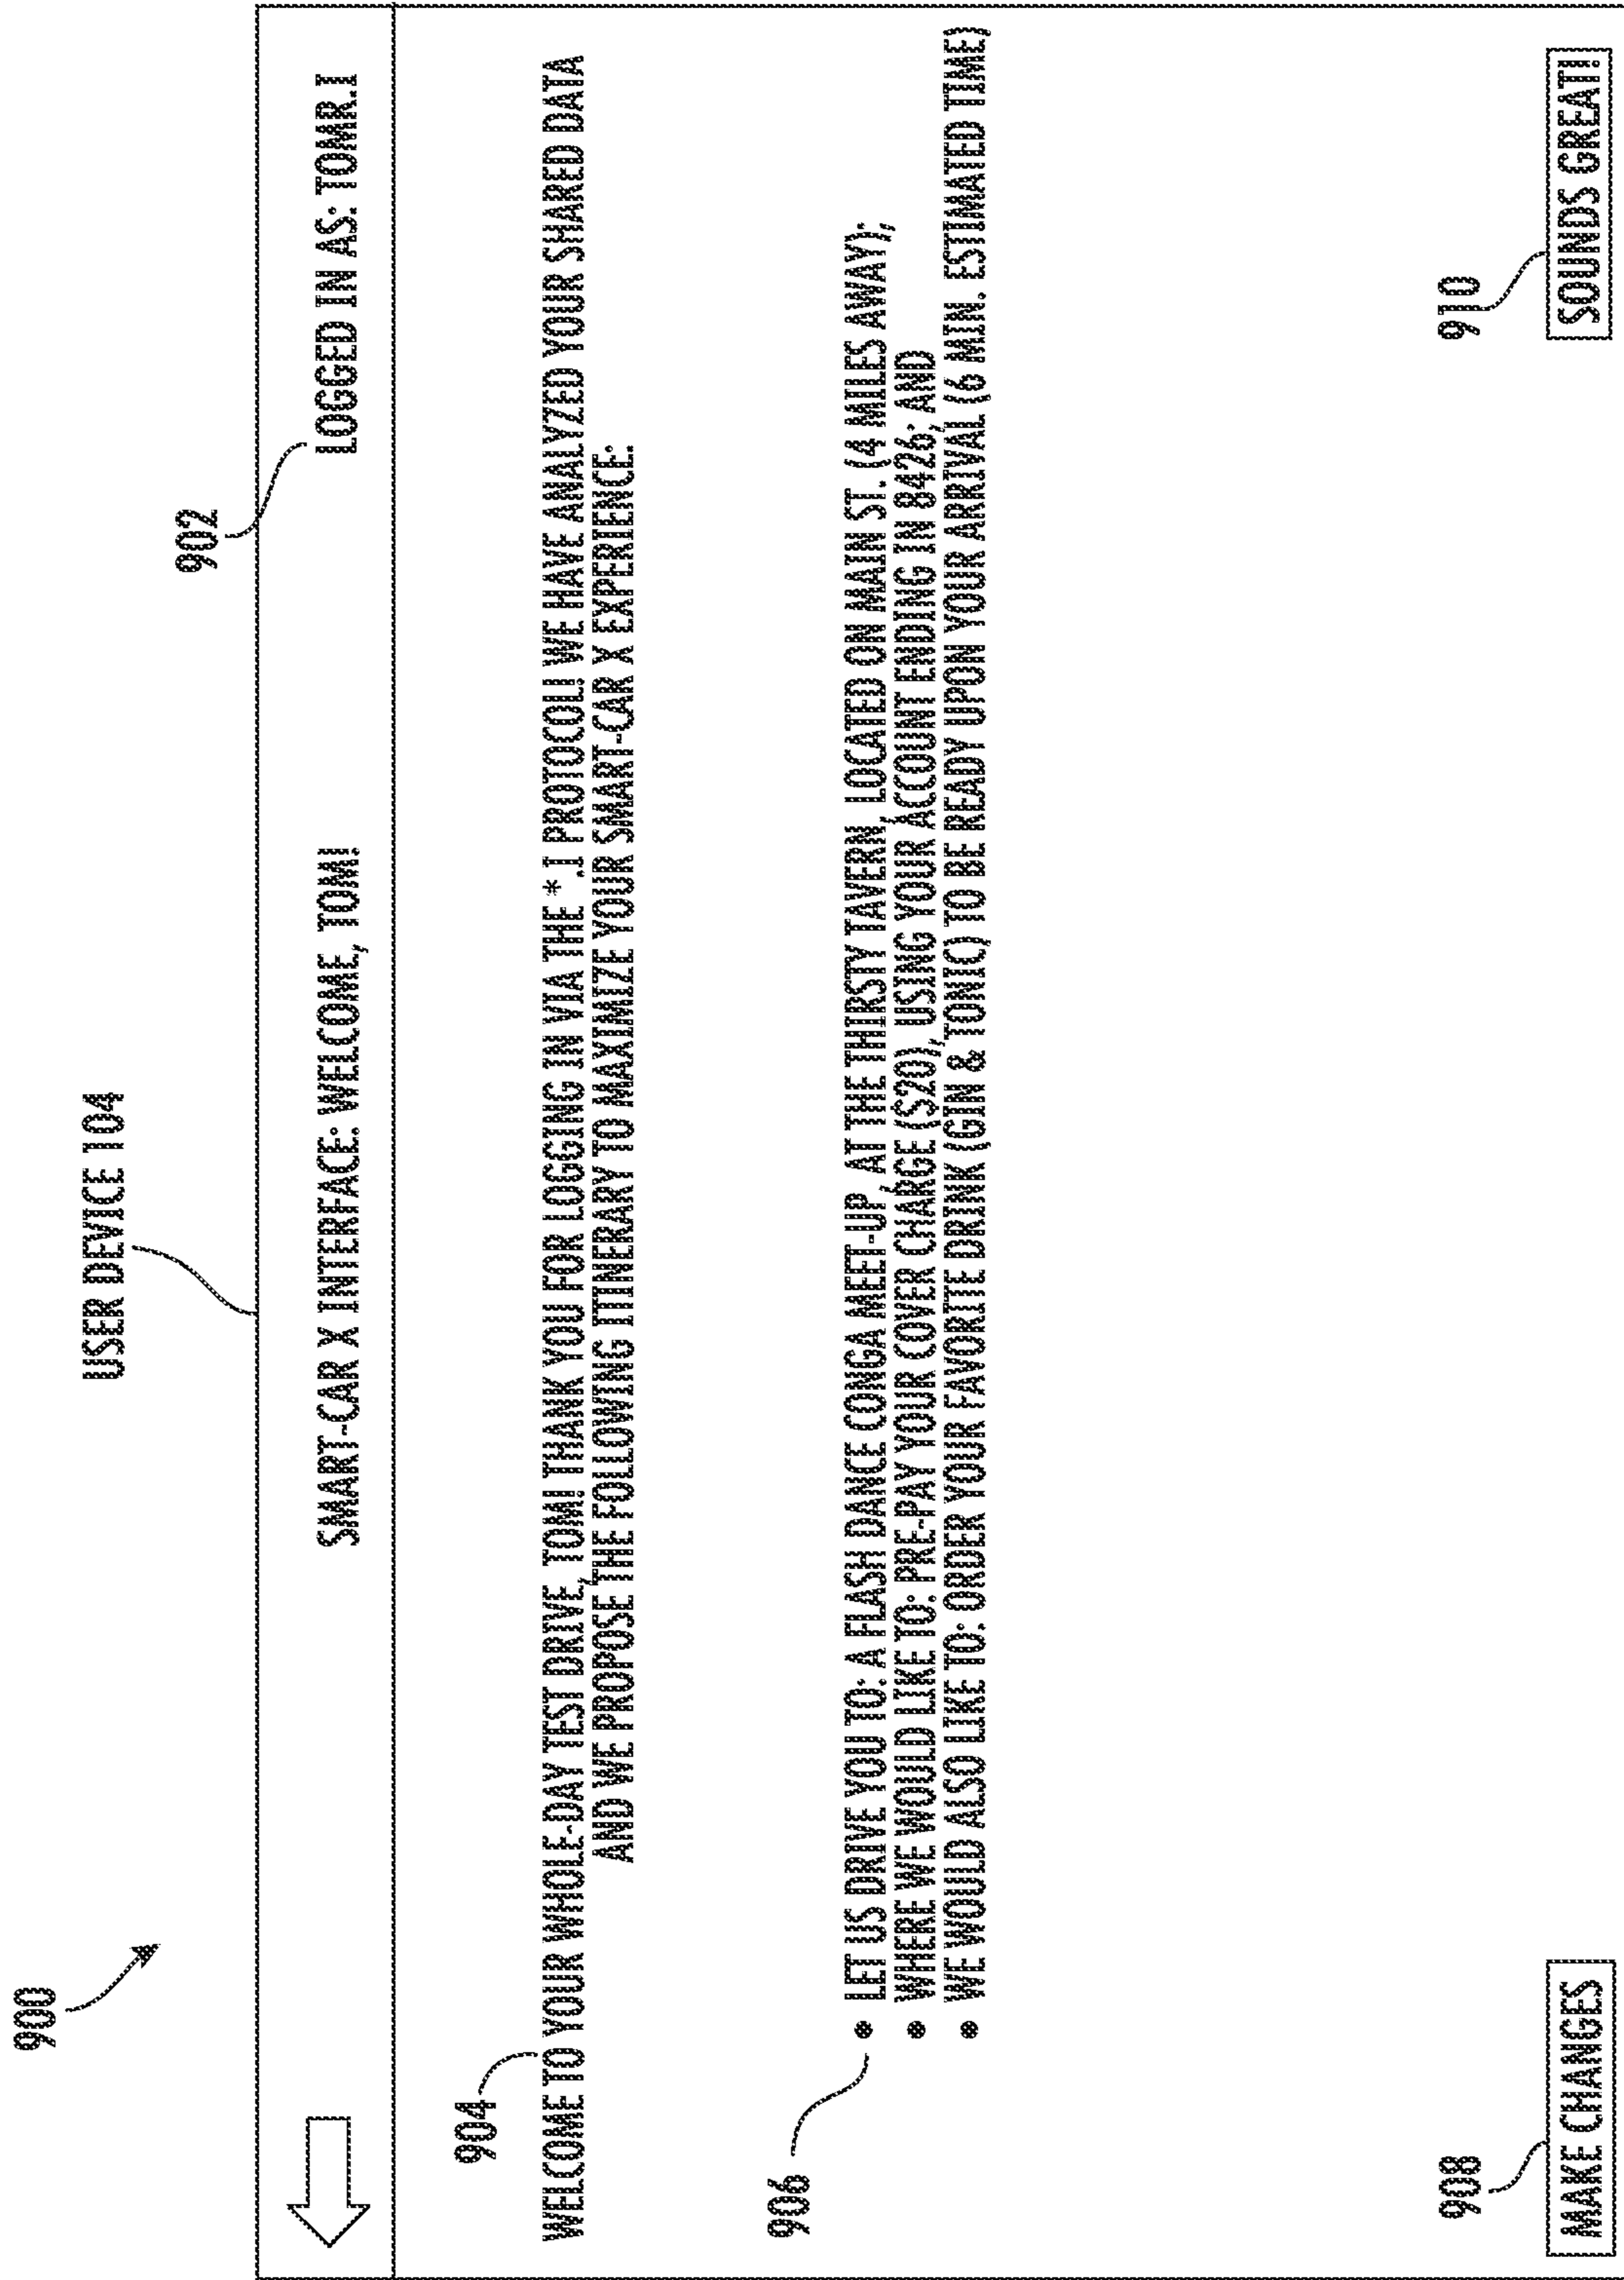 900
USER DEVICE 104
902
SMART-CAR X INTERFACE: WELCOME, TOM!
LOGGED IN AS: TOMR.I
904
WELCOME TO YOUR WHOLE-DAY TEST DRIVE, TOM! THANK YOU FOR LOGGING IN VIA THE *.I PROTOCOL! WE HAVE ANALYZED YOUR SHARED DATA
AND WE PROPOSE THE FOLLOWING ITINERARY TO MAXIMIZE YOUR SMART-CAR X EXPERIENCE:
906
• LET US DRIVE YOU TO: A FLASH DANCE CONGA MEET-UP, AT THE THIRSTY TAVERN, LOCATED ON MAIN ST. (4 MILES AWAY);
• WHERE WE WOULD LIKE TO: PRE-PAY YOUR COVER CHARGE ($20), USING YOUR ACCOUNT ENDING IN 8426; AND
• WE WOULD ALSO LIKE TO: ORDER YOUR FAVORITE DRINK (GIN & TONIC) TO BE READY UPON YOUR ARRIVAL (6 MIN. ESTIMATED TIME)
908
MAKE CHANGES
910
SOUNDS GREAT!